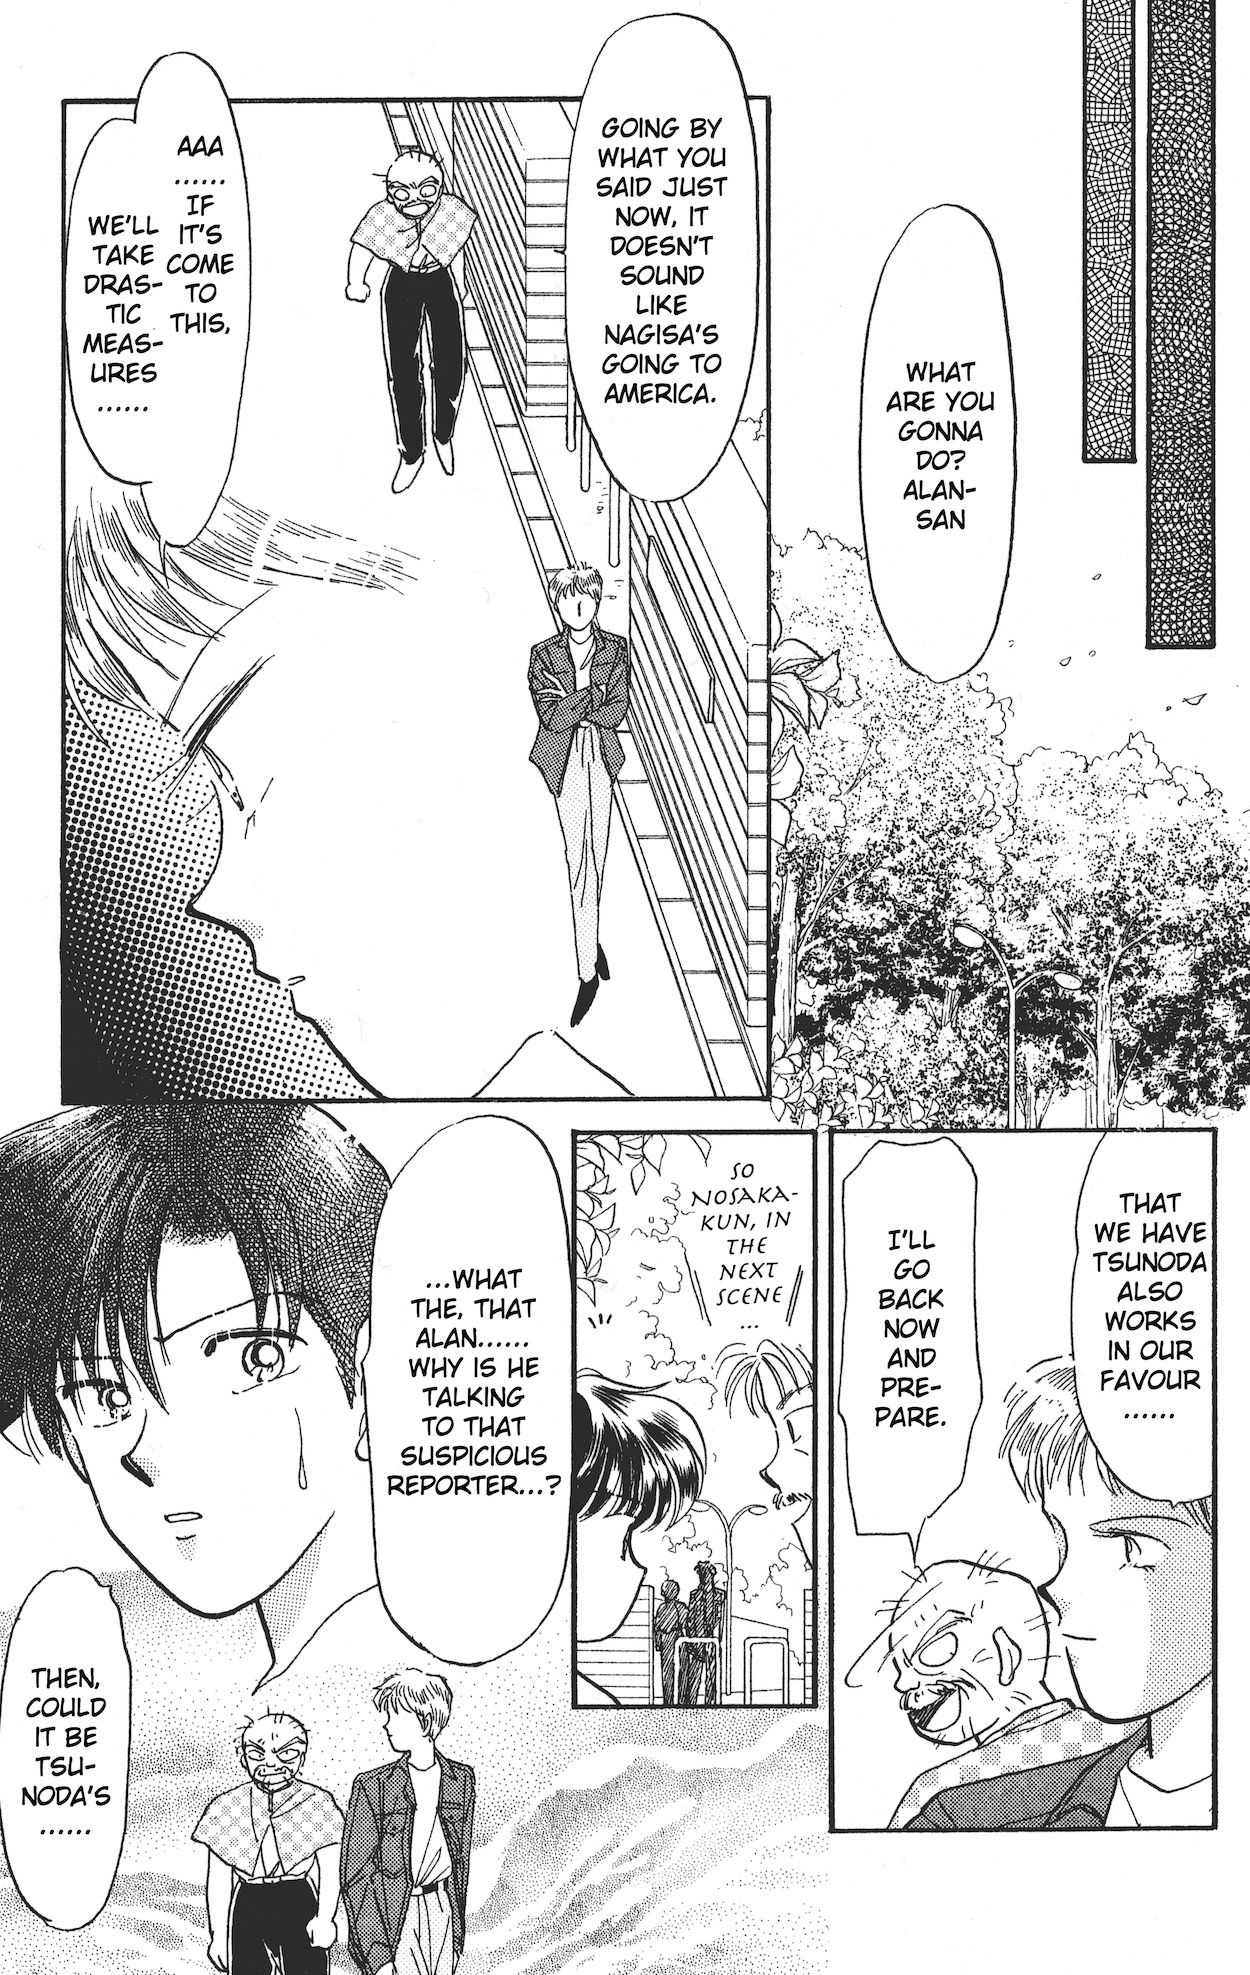 WHAT
ARE YOU
GONNA
DO?
ALAN-
SAN
GOING BY
WHAT YOU
SAID JUST
NOW, IT
DOESN'T
SOUND
LIKE
NAGISA'S
GOING TO
AMERICA.
AAA
......
IF
IT'S
COME
TO
THIS,
WE'LL
TAKE
DRAS-
TIC
MEAS-
URES
......
THAT
WE HAVE
TSUNODA
ALSO
WORKS
IN OUR
FAVOUR
......
I'LL
GO
BACK
NOW
AND
PRE-
PARE.
SO
NOSAKA-
KUN, IN
THE
NEXT
SCENE
...
...WHAT
THE, THAT
ALAN......
WHY IS HE
TALKING
TO THAT
SUSPICIOUS
REPORTER...?
THEN,
COULD
IT BE
TSU-
NODA'S
......